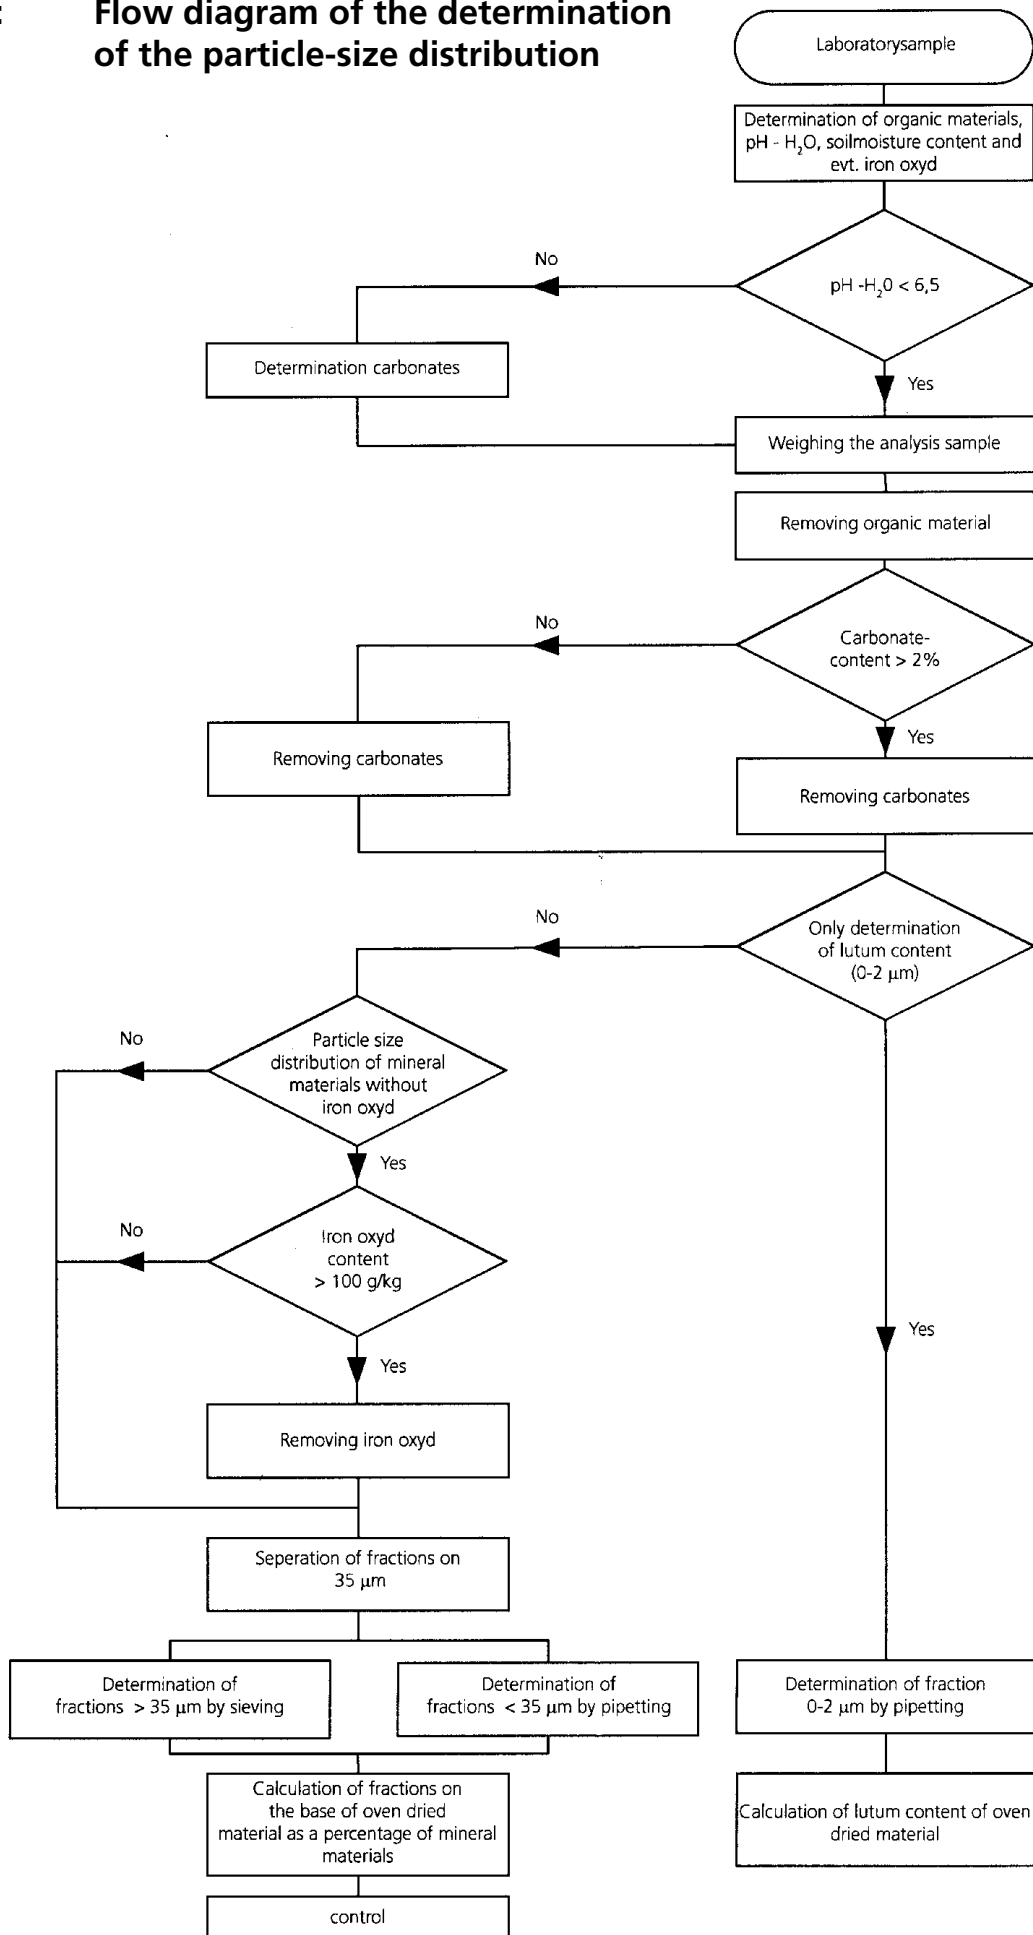 : Flow diagram of the determination
of the particle-size distribution
Laboratorysample
Determination of organic materials,
pH - H₂O, soilmoisture content and
evt. iron oxyd
No
pH -H₂0 < 6,5
Determination carbonates
Yes
Weighing the analysis sample
Removing organic material
No
Carbonate-
content > 2%
Yes
Removing carbonates
Removing carbonates
No
Only determination
of lutum content
(0-2 µm)
No
Particle size
distribution of mineral
materials without
iron oxyd
Yes
No
Iron oxyd
content
> 100 g/kg
Yes
Yes
Removing iron oxyd
Seperation of fractions on
35 µm
Determination of
fractions > 35 µm by sieving
Determination of
fractions < 35 µm by pipetting
Determination of fraction
0-2 µm by pipetting
Calculation of fractions on
the base of oven dried
material as a percentage of mineral
materials
Calculation of lutum content of oven
dried material
control